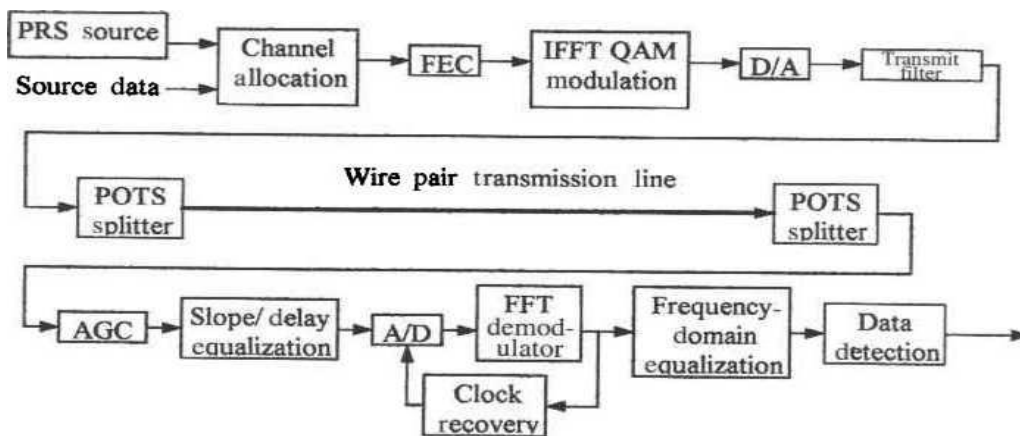 PRS source
Source data
Channel
allocation
FEC
IFFT QAM
modulation
D/A
Transmit
filter
Wire pair transmission line
POTS
splitter
POTS
splitter
AGC
Slope/delay
equalization
A/D
FFT
demod-
ulator
Clock
recovery
Frequency-
domain
equalization
Data
detection